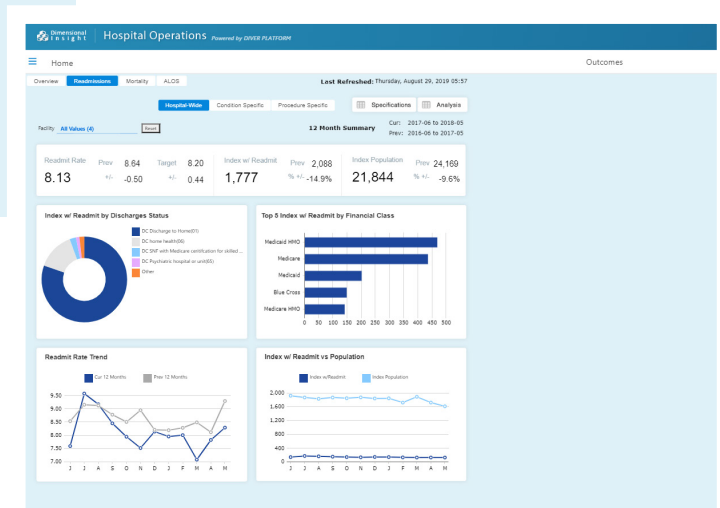 Dimensional Insight
Hospital Operations Powered by DIVER PLATFORM
Home
Outcomes
Overview Readmissions Mortality ALOS
Last Refreshed: Thursday, August 29, 2019 05:57
Hospital-Wide Condition Specific Procedure Specific
Specifications Analysis
Facility All Values (4) Reset
12 Month Summary
Cur: 2017-06 to 2018-05
Prev: 2016-06 to 2017-05
Readmit Rate Prev 8.64 Target 8.20
8.13 +/- -0.50 +/- 0.44
Index w/ Readmit Prev 2,088
1,777 % +/- -14.9%
Index Population Prev 24,169
21,844 % +/- -9.6%
Index w/ Readmit by Discharges Status
DC Discharge to Home(01)
DC home health(06)
DC SNF with Medicare certification for skilled ...
DC Psychiatric hospital or unit(65)
Other
Top 5 Index w/ Readmit by Financial Class
Medicaid HMO
Medicare
Medicaid
Blue Cross
Medicare HMO
0 50 100 150 200 250 300 350 400 450 500
Readmit Rate Trend
Cur 12 Months Prev 12 Months
9.50
9.00
8.50
8.00
7.50
7.00
J J A S O N D J F M A M
Index w/ Readmit vs Population
Index w/Readmit Index Population
2,000
1,600
1,200
800
400
0
J J A S O N D J F M A M